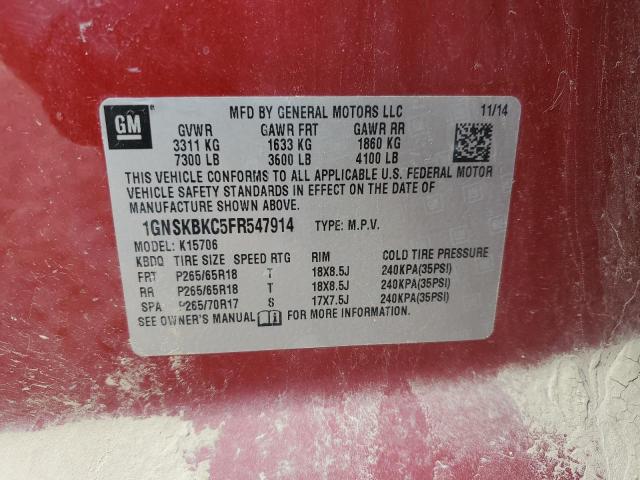 GM
MFD BY GENERAL MOTORS LLC 11/14
GVWR GAWR FRT GAWR RR
3311 KG 1633 KG 1860 KG
7300 LB 3600 LB 4100 LB
THIS VEHICLE CONFORMS TO ALL APPLICABLE U.S. FEDERAL MOTOR
VEHICLE SAFETY STANDARDS IN EFFECT ON THE DATE OF
MANUFACTURE SHOWN ABOVE.
1GNSKBKC5FR547914 TYPE: M.P.V.
MODEL: K15706
KBDQ TIRE SIZE SPEED RTG RIM COLD TIRE PRESSURE
FRT P265/65R18 T 18X8.5J 240KPA(35PSI)
RR P265/65R18 T 18X8.5J 240KPA(35PSI)
SPA P265/70R17 S 17X7.5J 240KPA(35PSI)
SEE OWNER'S MANUAL FOR MORE INFORMATION.